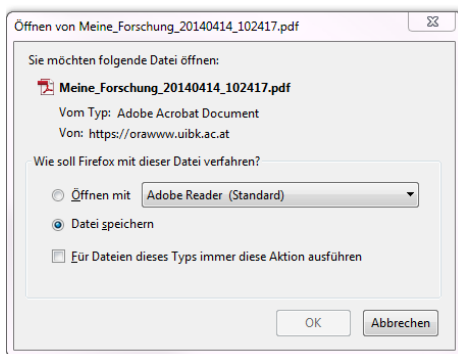 Öffnen von Meine_Forschung_20140414_102417.pdf
Sie möchten folgende Datei öffnen:
Meine_Forschung_20140414_102417.pdf
Vom Typ: Adobe Acrobat Document
Von: https://orawww.uibk.ac.at
Wie soll Firefox mit dieser Datei verfahren?
Öffnen mit Adobe Reader (Standard)
Datei speichern
Für Dateien dieses Typs immer diese Aktion ausführen
OK Abbrechen